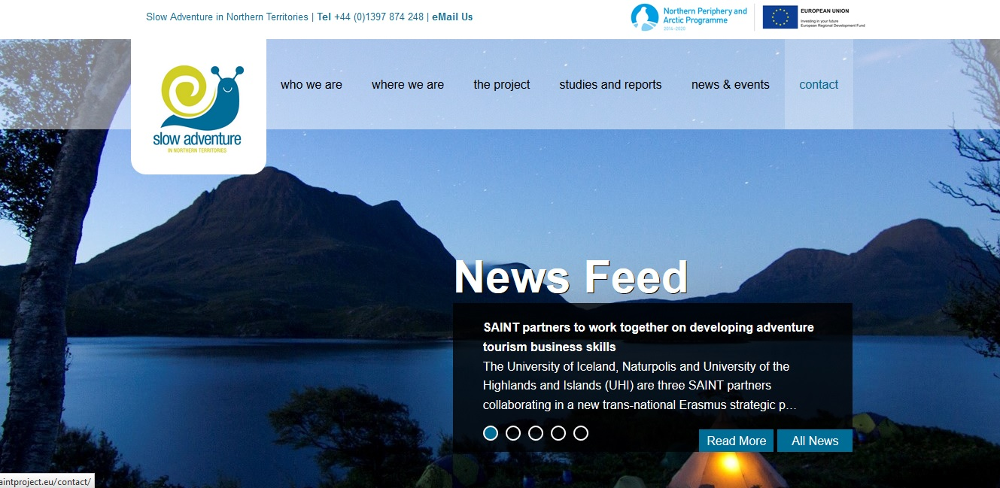 Slow Adventure in Northern Territories | Tel +44 (0)1397 874 248 | eMail Us
Northern Periphery and
Arctic Programme
2014–2020
EUROPEAN UNION
Investing in your future
European Regional Development Fund
slow adventure
IN NORTHERN TERRITORIES
who we are
where we are
the project
studies and reports
news & events
contact
News Feed
SAINT partners to work together on developing adventure
tourism business skills
The University of Iceland, Naturpolis and University of the
Highlands and Islands (UHI) are three SAINT partners
collaborating in a new trans-national Erasmus strategic p...
Read More
All News
aintproject.eu/contact/